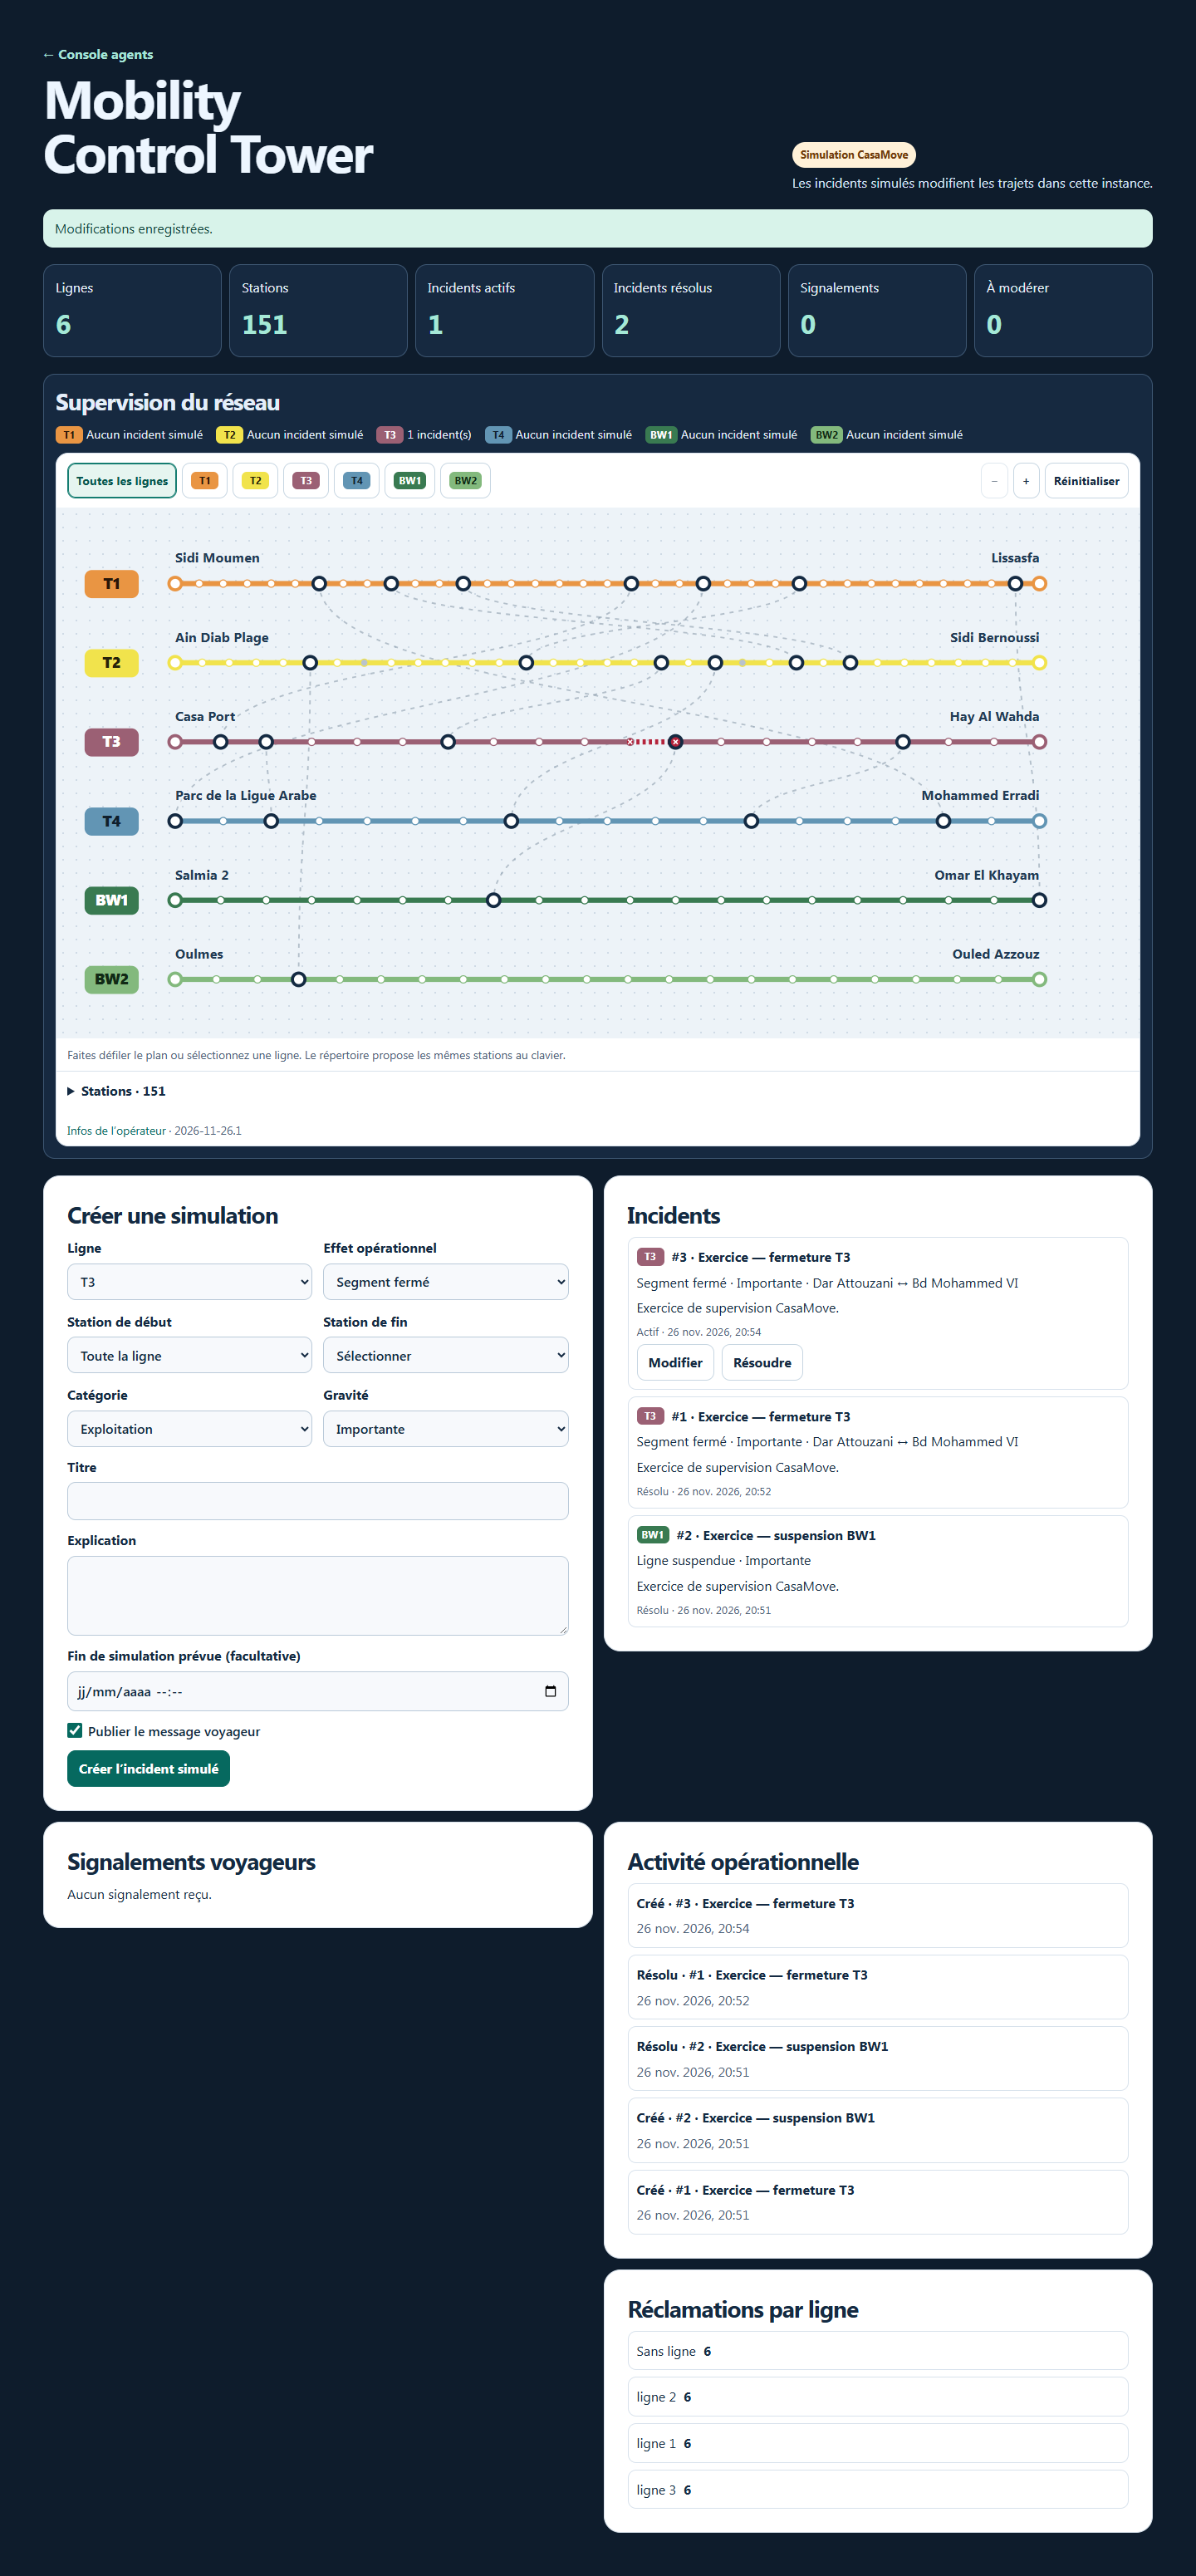 ← Console agents
Mobility
Control Tower
Simulation CasaMove
Les incidents simulés modifient les trajets dans cette instance.
Modifications enregistrées.
Lignes
6
Stations
151
Incidents actifs
1
Incidents résolus
2
Signalements
0
À modérer
0
Supervision du réseau
T1 Aucun incident simulé T2 Aucun incident simulé T3 1 incident(s) T4 Aucun incident simulé BW1 Aucun incident simulé BW2 Aucun incident simulé
Toutes les lignes T1 T2 T3 T4 BW1 BW2 − + Réinitialiser
Sidi Moumen Lissasfa
T1
Ain Diab Plage Sidi Bernoussi
T2
Casa Port Hay Al Wahda
T3
Parc de la Ligue Arabe Mohammed Erradi
T4
Salmia 2 Omar El Khayam
BW1
Oulmes Ouled Azzouz
BW2
Faites défiler le plan ou sélectionnez une ligne. Le répertoire propose les mêmes stations au clavier.
▶ Stations · 151
Infos de l’opérateur · 2026-11-26.1
Créer une simulation
Ligne Effet opérationnel
T3 Segment fermé
Station de début Station de fin
Toute la ligne Sélectionner
Catégorie Gravité
Exploitation Importante
Titre
Explication
Fin de simulation prévue (facultative)
jj/mm/aaaa --:--
Publier le message voyageur
Créer l’incident simulé
Incidents
T3 #3 · Exercice — fermeture T3
Segment fermé · Importante · Dar Attouzani ↔ Bd Mohammed VI
Exercice de supervision CasaMove.
Actif · 26 nov. 2026, 20:54
Modifier Résoudre
T3 #1 · Exercice — fermeture T3
Segment fermé · Importante · Dar Attouzani ↔ Bd Mohammed VI
Exercice de supervision CasaMove.
Résolu · 26 nov. 2026, 20:52
BW1 #2 · Exercice — suspension BW1
Ligne suspendue · Importante
Exercice de supervision CasaMove.
Résolu · 26 nov. 2026, 20:51
Signalements voyageurs
Aucun signalement reçu.
Activité opérationnelle
Créé · #3 · Exercice — fermeture T3
26 nov. 2026, 20:54
Résolu · #1 · Exercice — fermeture T3
26 nov. 2026, 20:52
Résolu · #2 · Exercice — suspension BW1
26 nov. 2026, 20:51
Créé · #2 · Exercice — suspension BW1
26 nov. 2026, 20:51
Créé · #1 · Exercice — fermeture T3
26 nov. 2026, 20:51
Réclamations par ligne
Sans ligne 6
ligne 2 6
ligne 1 6
ligne 3 6